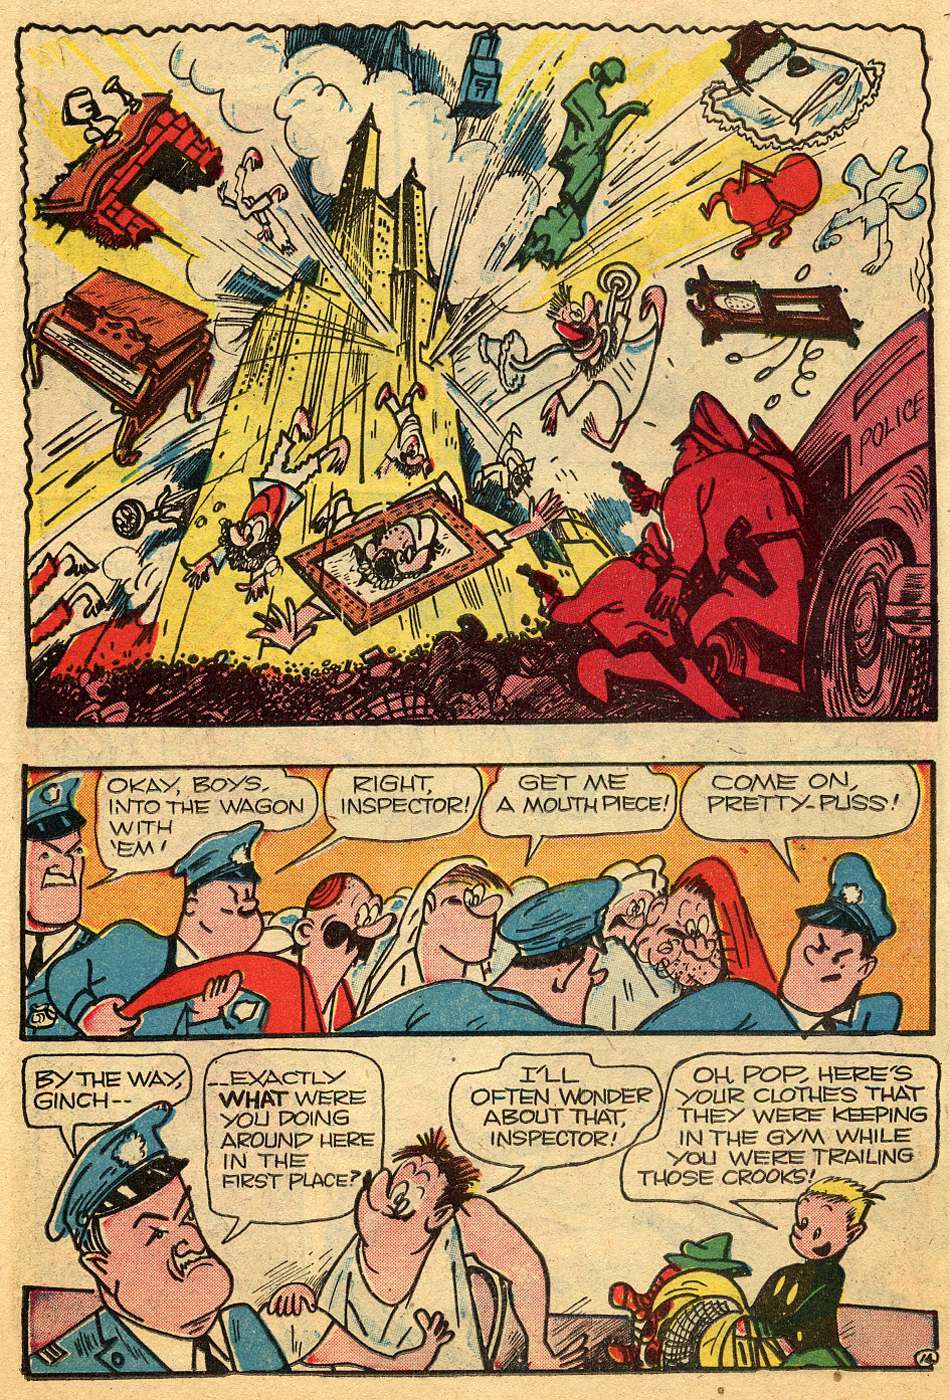 POLICE
OKAY, BOYS,
INTO THE WAGON
WITH
'EM!
RIGHT,
INSPECTOR!
GET ME
A MOUTHPIECE!
COME ON,
PRETTY-PUSS!
BY THE WAY,
GINCH--
--EXACTLY
WHAT WERE
YOU DOING
AROUND HERE
IN THE
FIRST PLACE?
I'LL
OFTEN WONDER
ABOUT THAT,
INSPECTOR!
OH, POP, HERE'S
YOUR CLOTHES THAT
THEY WERE KEEPING
IN THE GYM WHILE
YOU WERE TRAILING
THOSE CROOKS!
14